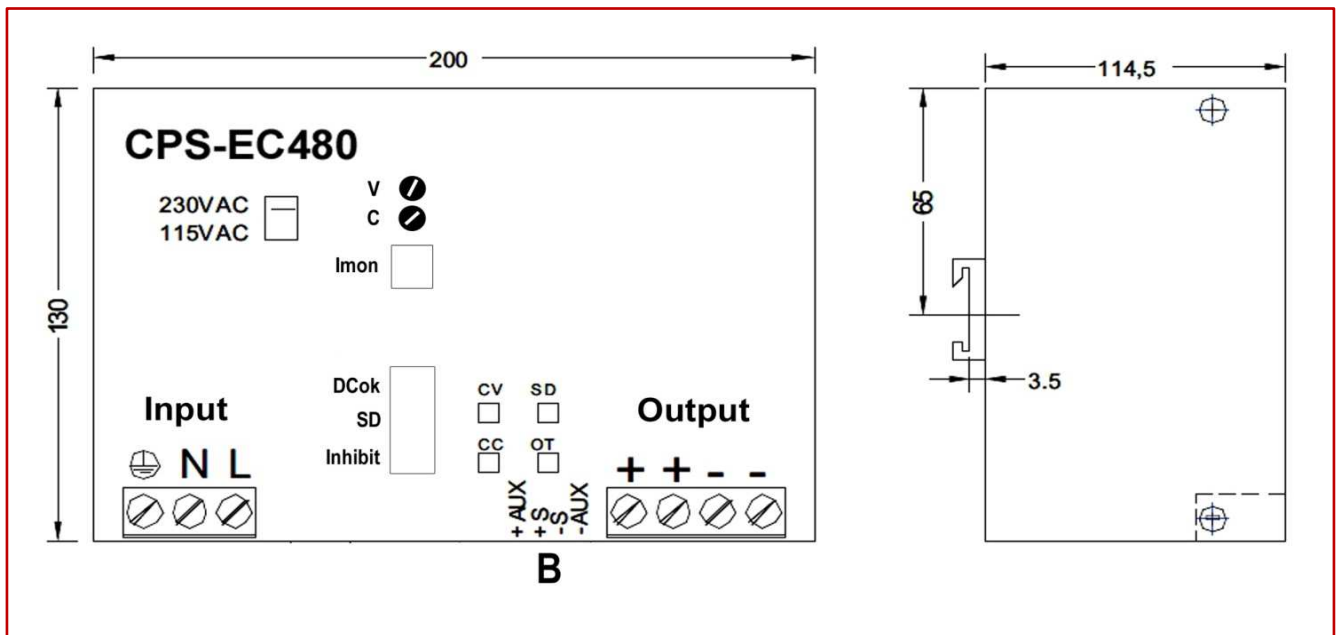 200
114,5
CPS-EC480
V
C
230VAC
115VAC
65
Imon
130
DCok
SD
Inhibit
CV SD
CC OT
3.5
Input
Output
N L
+ + - -
+AUX
+S
-S
-AUX
B